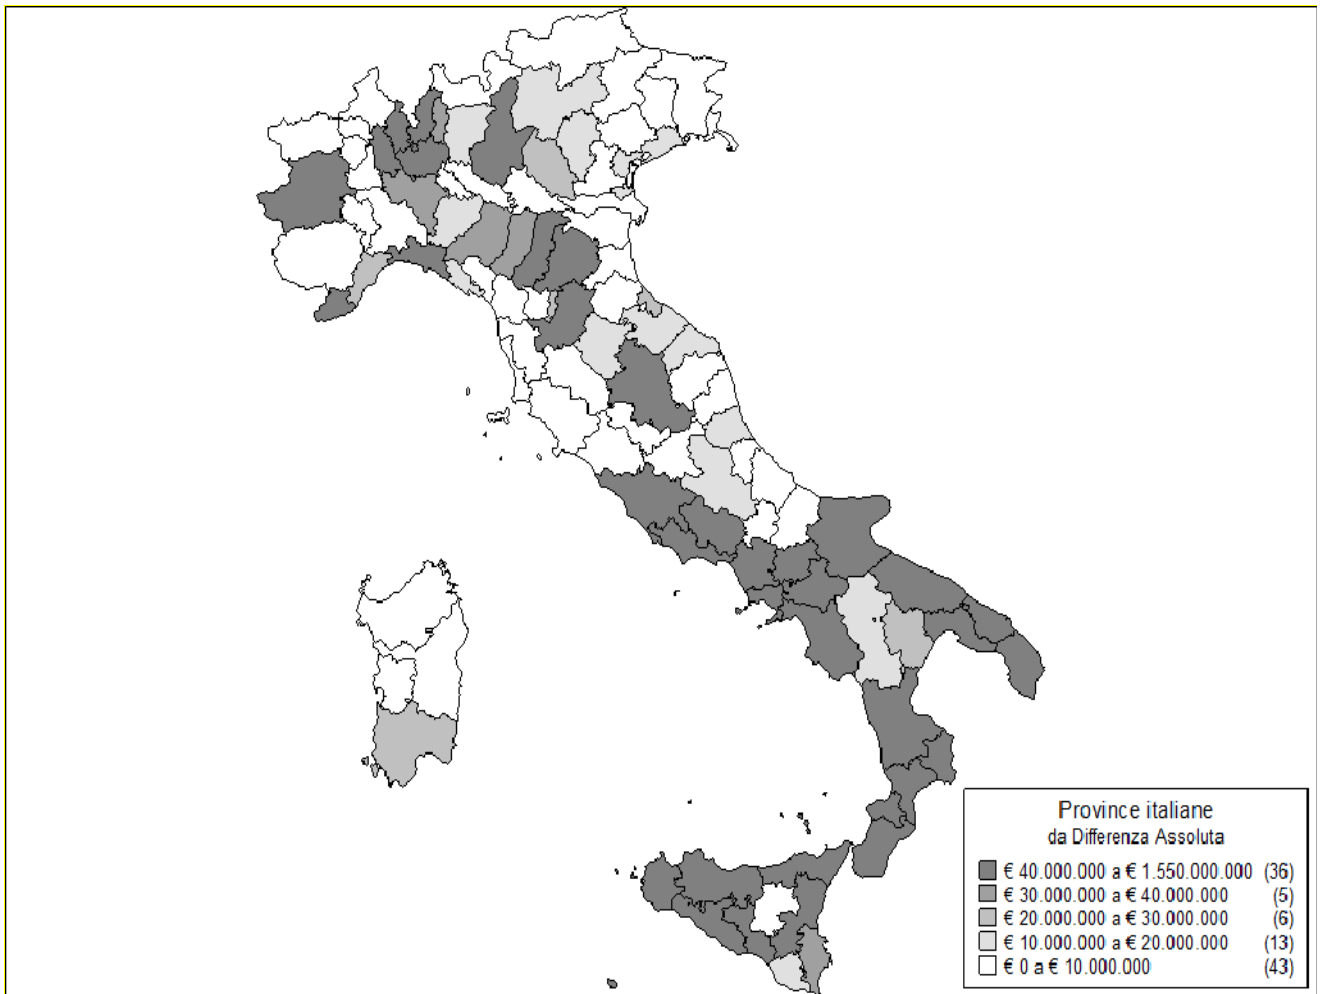 Province italiane
da Differenza Assoluta
€ 40.000.000 a € 1.550.000.000 (36)
€ 30.000.000 a € 40.000.000 (5)
€ 20.000.000 a € 30.000.000 (6)
€ 10.000.000 a € 20.000.000 (13)
€ 0 a € 10.000.000 (43)